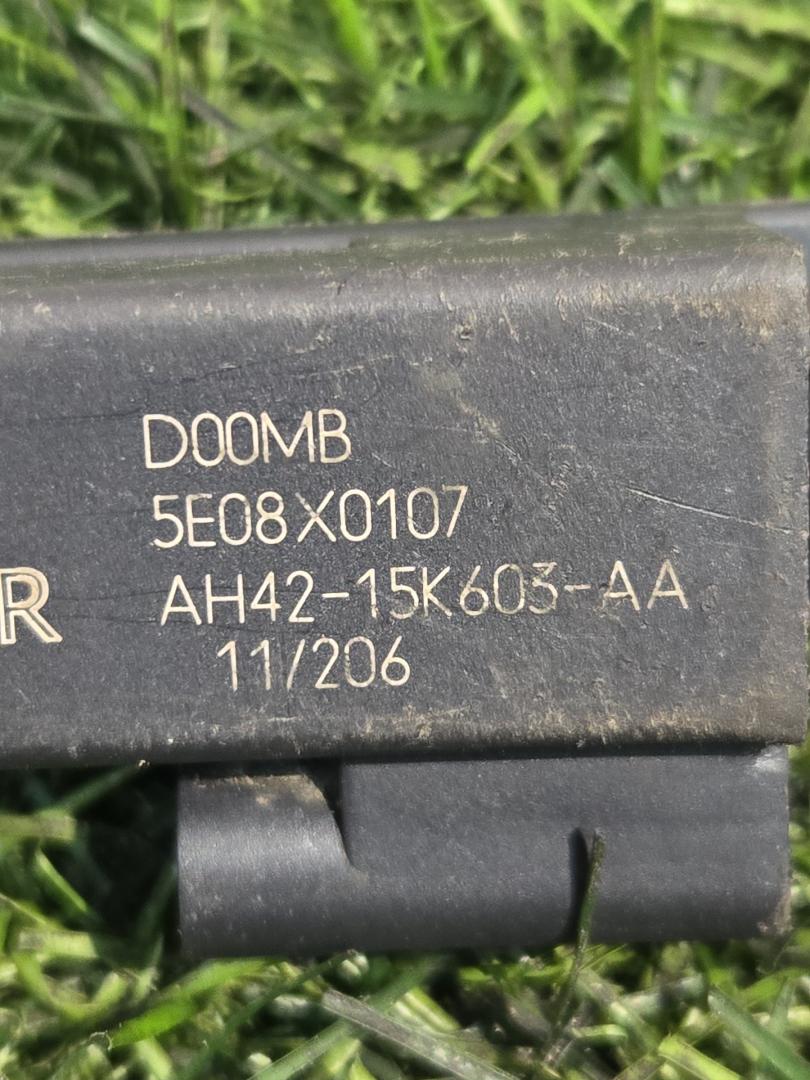 D00MB
5E08X0107
R
AH42-15K603-AA
11/206